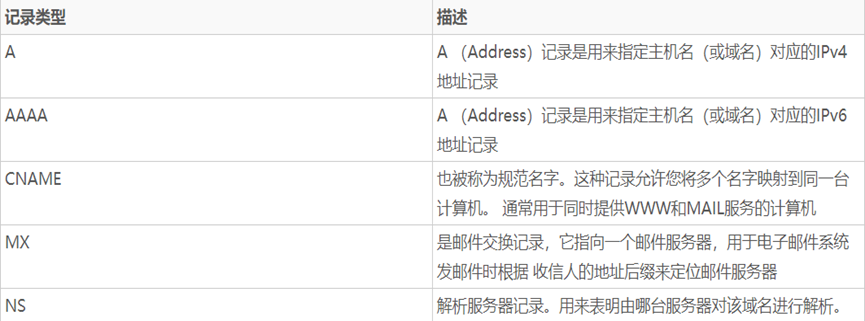 记录类型 描述
A A （Address）记录是用来指定主机名（或域名）对应的IPv4
地址记录
AAAA A （Address）记录是用来指定主机名（或域名）对应的IPv6
地址记录
CNAME 也被称为规范名字。这种记录允许您将多个名字映射到同一台
计算机。 通常用于同时提供WWW和MAIL服务的计算机
MX 是邮件交换记录，它指向一个邮件服务器，用于电子邮件系统
发邮件时根据 收信人的地址后缀来定位邮件服务器
NS 解析服务器记录。用来表明由哪台服务器对该域名进行解析。